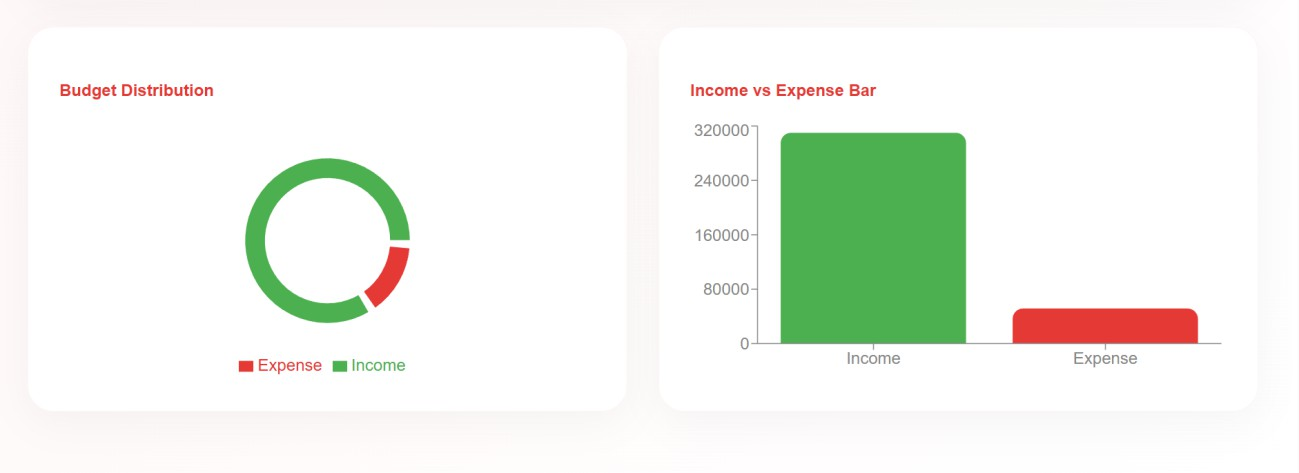 Budget Distribution
Expense Income
Income vs Expense Bar
320000
240000
160000
80000
0
Income Expense